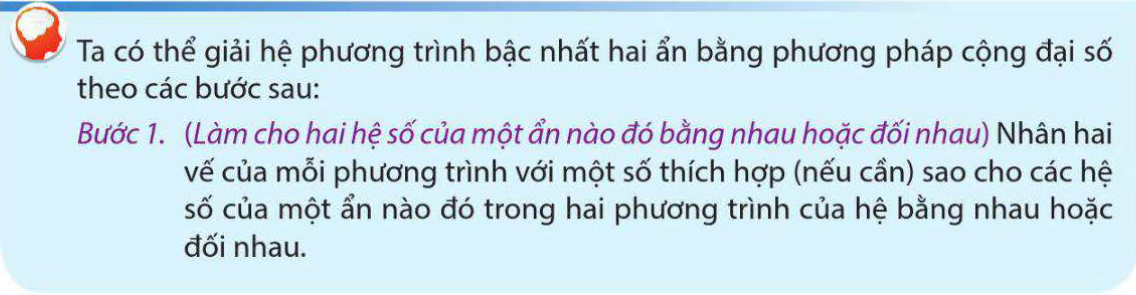 Ta có thể giải hệ phương trình bậc nhất hai ẩn bằng phương pháp cộng đại số
theo các bước sau:
Bước 1. (Làm cho hai hệ số của một ẩn nào đó bằng nhau hoặc đối nhau) Nhân hai
vế của mỗi phương trình với một số thích hợp (nếu cần) sao cho các hệ
số của một ẩn nào đó trong hai phương trình của hệ bằng nhau hoặc
đối nhau.